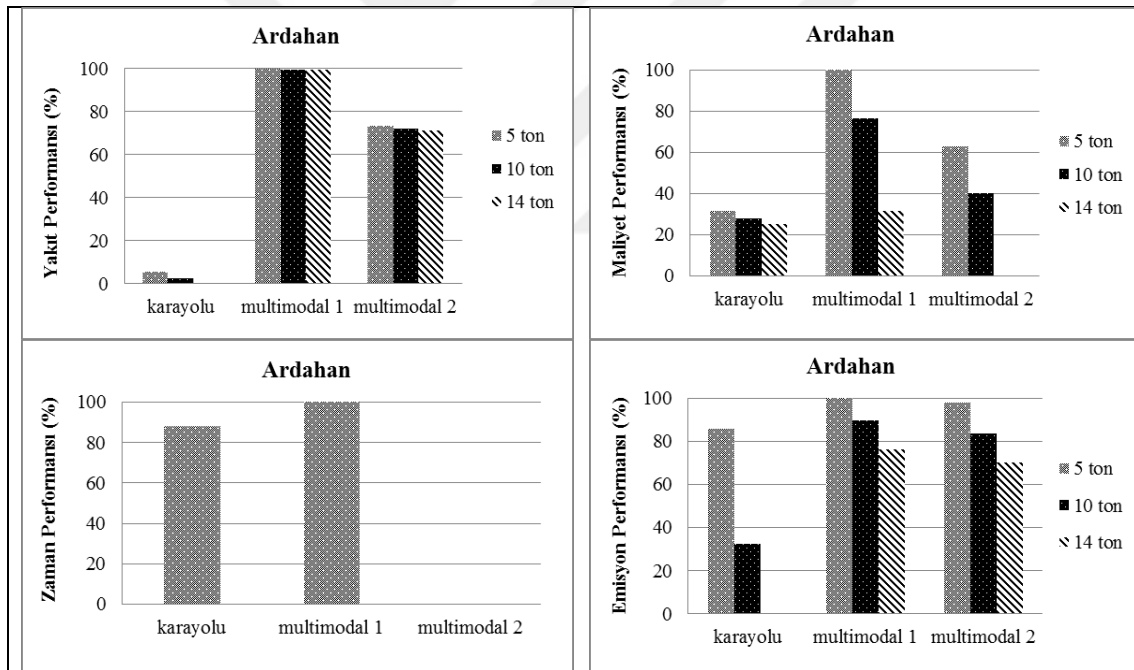 Ardahan
Yakıt Performansı (%)
100
80
60
40
20
0
karayolu multimodal 1 multimodal 2
5 ton
10 ton
14 ton
Ardahan
Maliyet Performansı (%)
100
80
60
40
20
0
karayolu multimodal 1 multimodal 2
5 ton
10 ton
14 ton
Ardahan
Zaman Performansı (%)
100
80
60
40
20
0
karayolu multimodal 1 multimodal 2
Ardahan
Emisyon Performansı (%)
100
80
60
40
20
0
karayolu multimodal 1 multimodal 2
5 ton
10 ton
14 ton